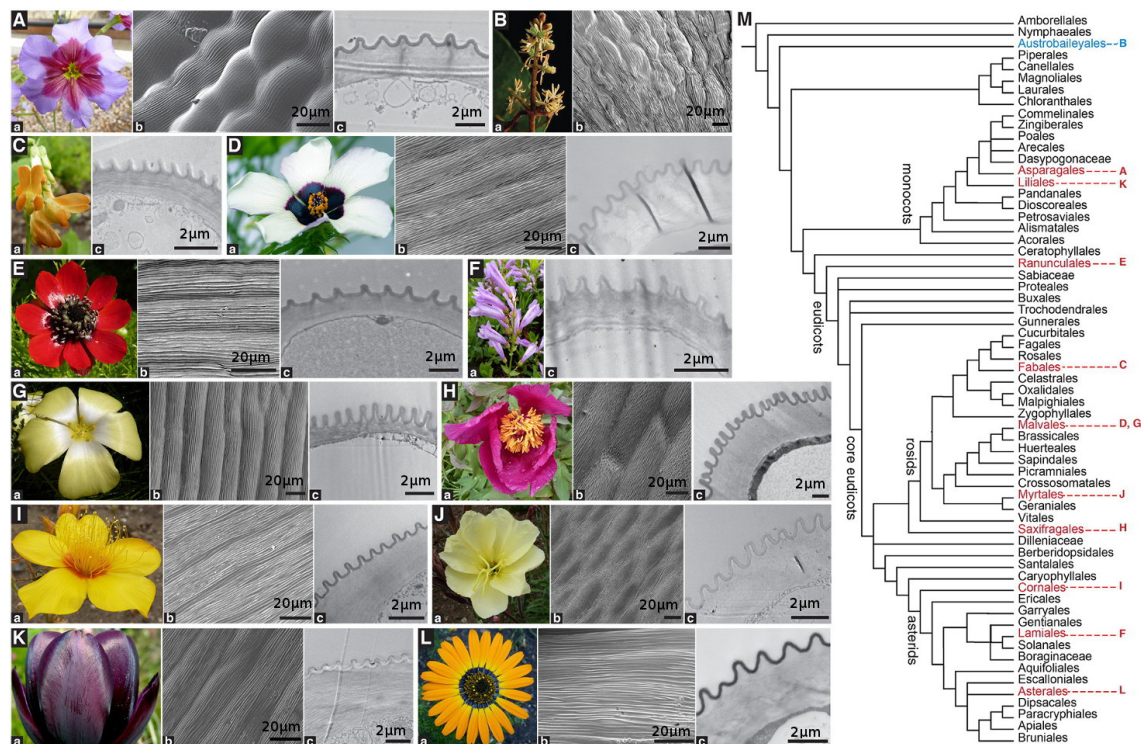 A
a
b
20µm
c
2µm
B
a
b
20µm
C
a
c
2µm
D
a
b
20µm
c
2µm
E
a
b
20µm
c
2µm
F
a
c
2µm
G
a
b
20µm
c
2µm
H
a
b
20µm
c
2µm
I
a
b
20µm
c
2µm
J
a
b
20µm
c
2µm
K
a
b
20µm
c
2µm
L
a
b
20µm
c
2µm
M
Amborellales
Nymphaeales
Austrobaileyales B
Piperales
Canellales
Magnoliales
Laurales
Chloranthales
Commelinales
Zingiberales
Poales
Arecales
Dasypogonaceae
Asparagales A
Liliales K
Pandanales
Dioscoreales
Petrosaviales
Alismatales
Acorales
Ceratophyllales
Ranunculales E
Sabiaceae
Proteales
Buxales
Trochodendrales
Gunnerales
Cucurbitales
Fagales
Rosales
Fabales C
Celastrales
Oxalidales
Malpighiales
Zygophyllales
Malvales D, G
Brassicales
Huerteales
Sapindales
Picramniales
Crossosomatales
Myrtales J
Geraniales
Vitales
Saxifragales H
Dilleniaceae
Berberidopsidales
Santalales
Caryophyllales
Cornales I
Ericales
Garryales
Gentianales
Lamiales F
Solanales
Boraginaceae
Aquifoliales
Escalloniales
Asterales L
Dipsacales
Paracryphiales
Apiales
Bruniales
monocots
eudicots
core eudicots
rosids
asterids